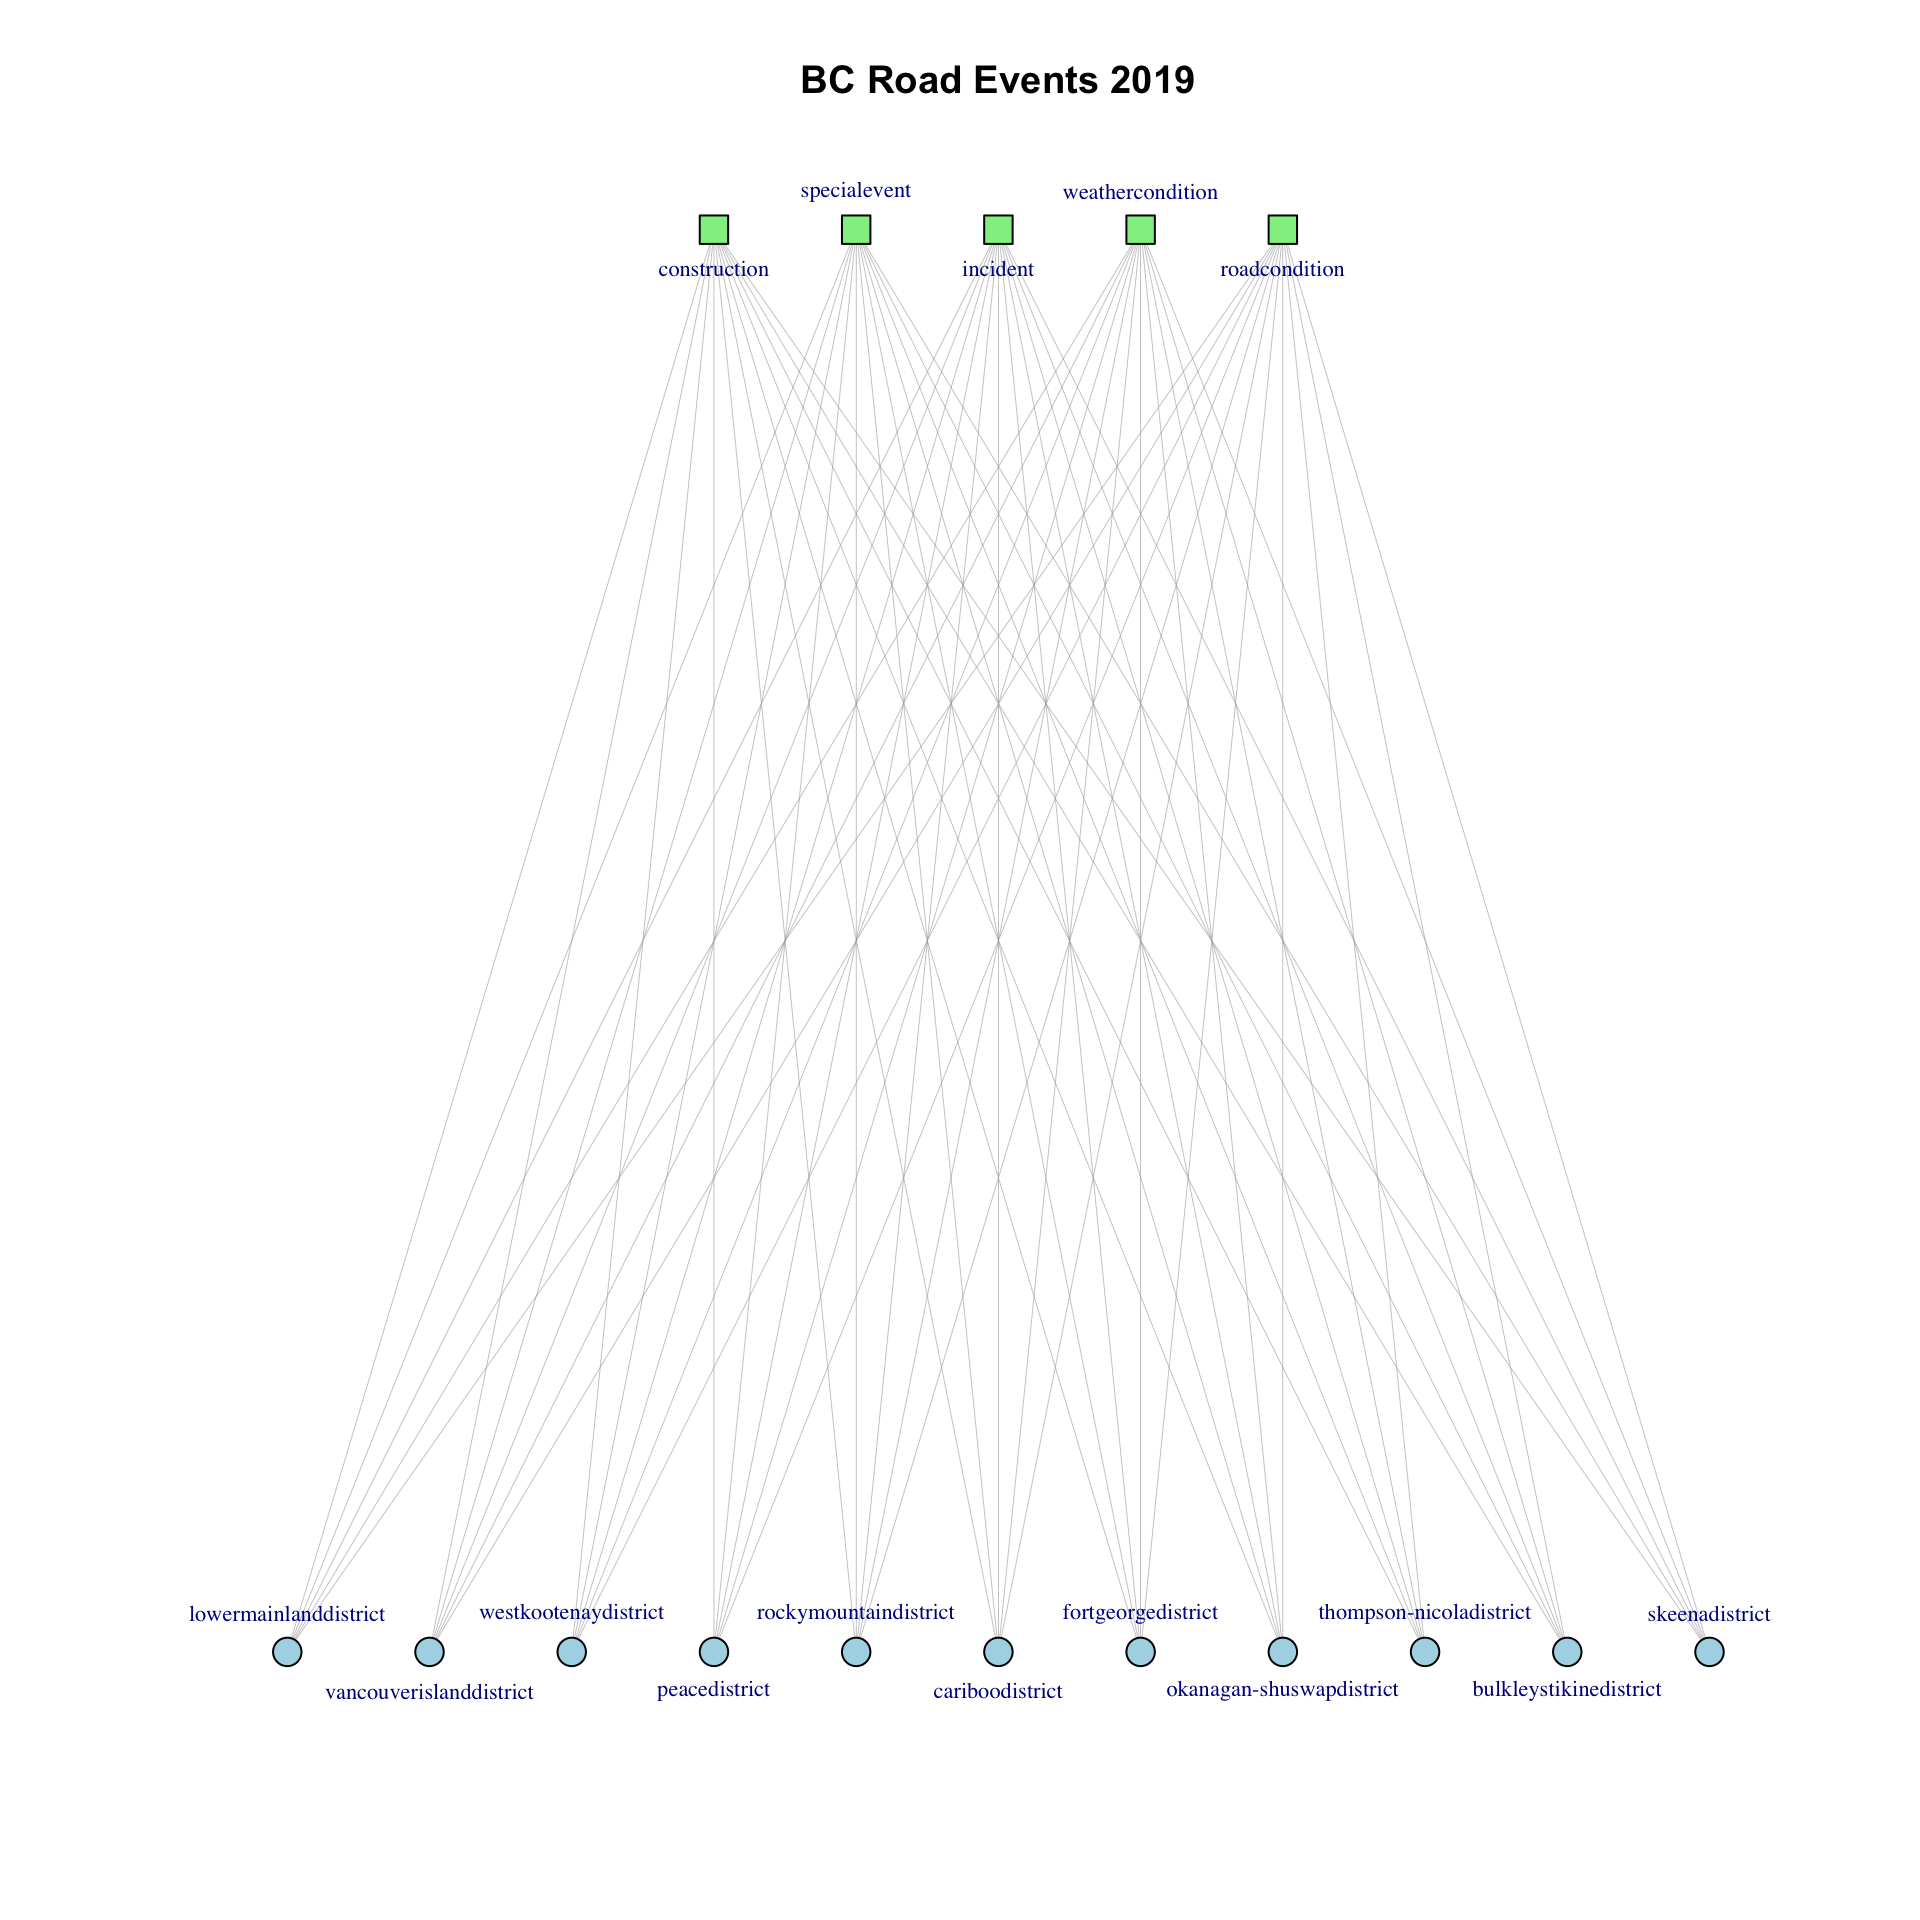 BC Road Events 2019
specialevent
weathercondition
construction
incident
roadcondition
lowermainlanddistrict
westkootenaydistrict
rockymountaindistrict
fortgeorgedistrict
thompson-nicoladistrict
skeenadistrict
vancouverislanddistrict
peacedistrict
cariboodistrict
okanagan-shuswapdistrict
bulkleystikinedistrict